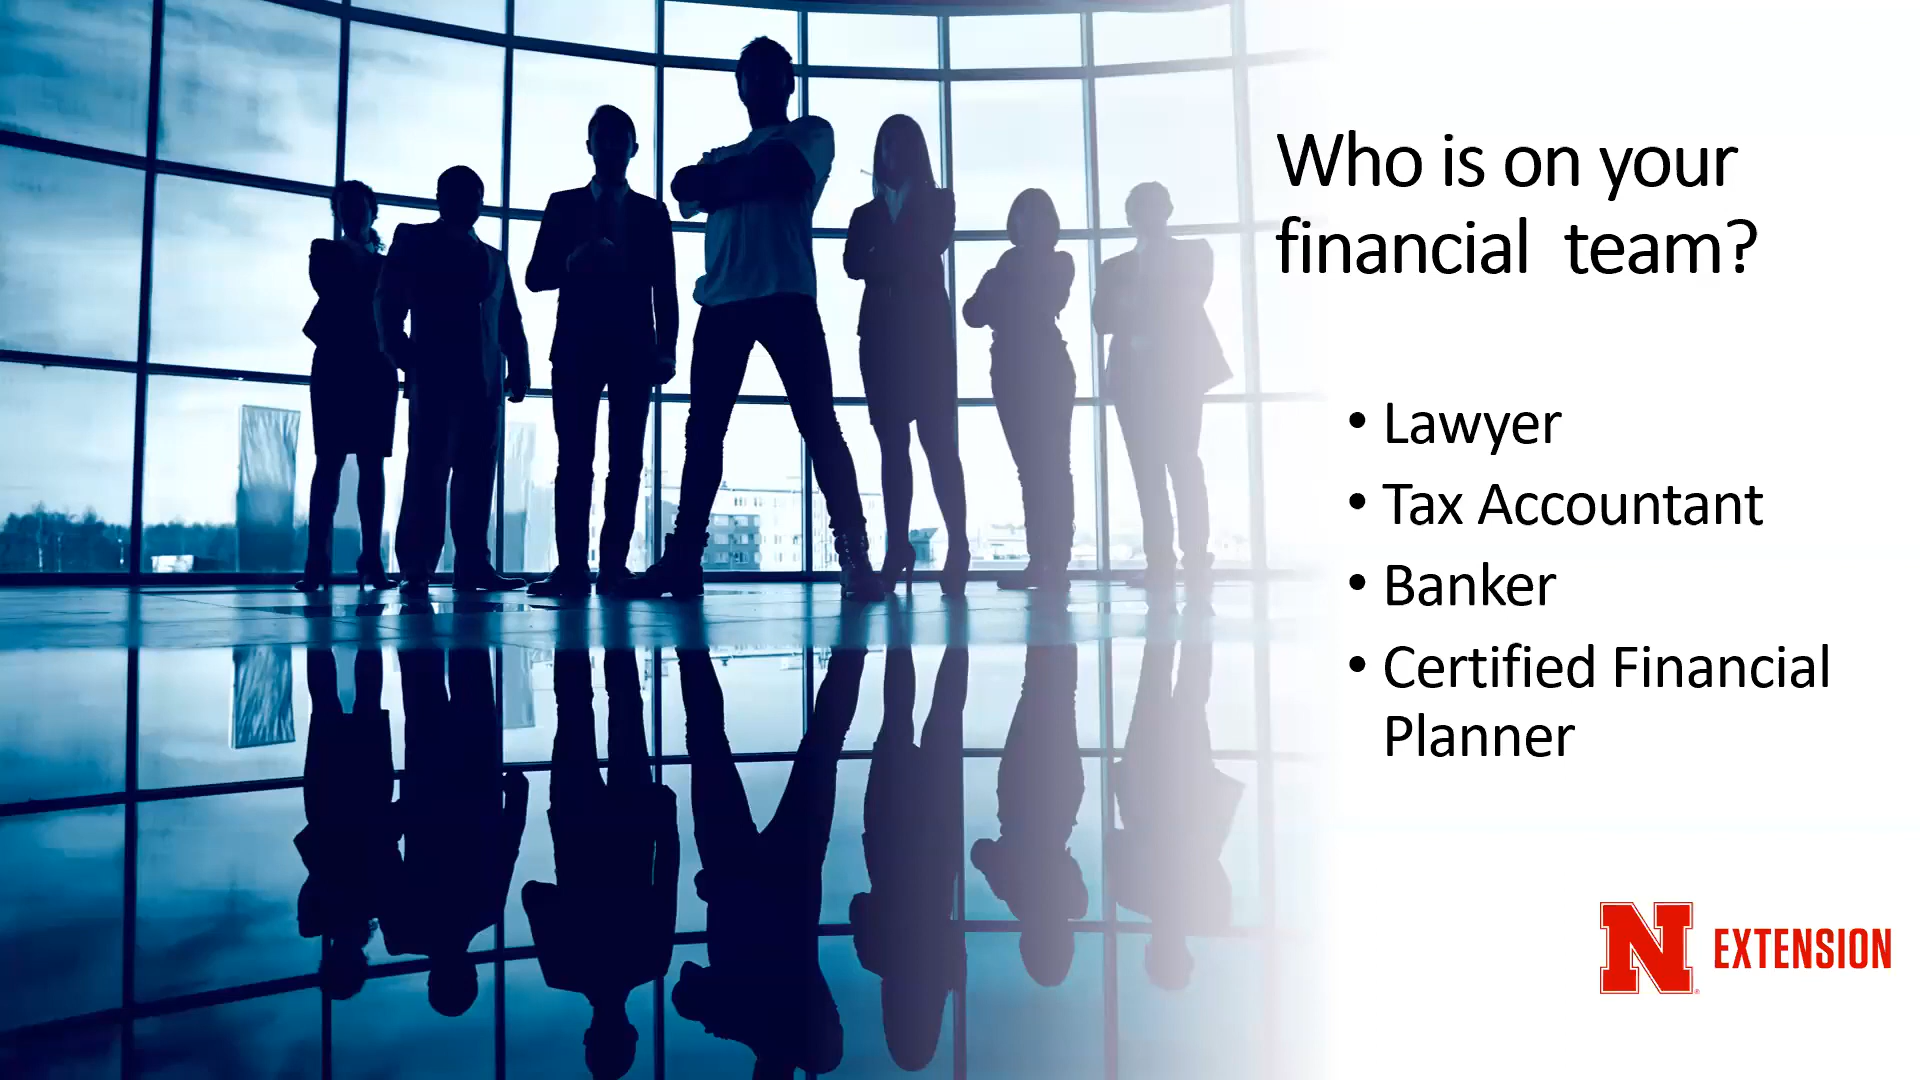 Who is on your
financial  team?
• Lawyer
• Tax Accountant
• Banker
• Certified Financial
Planner
N EXTENSION